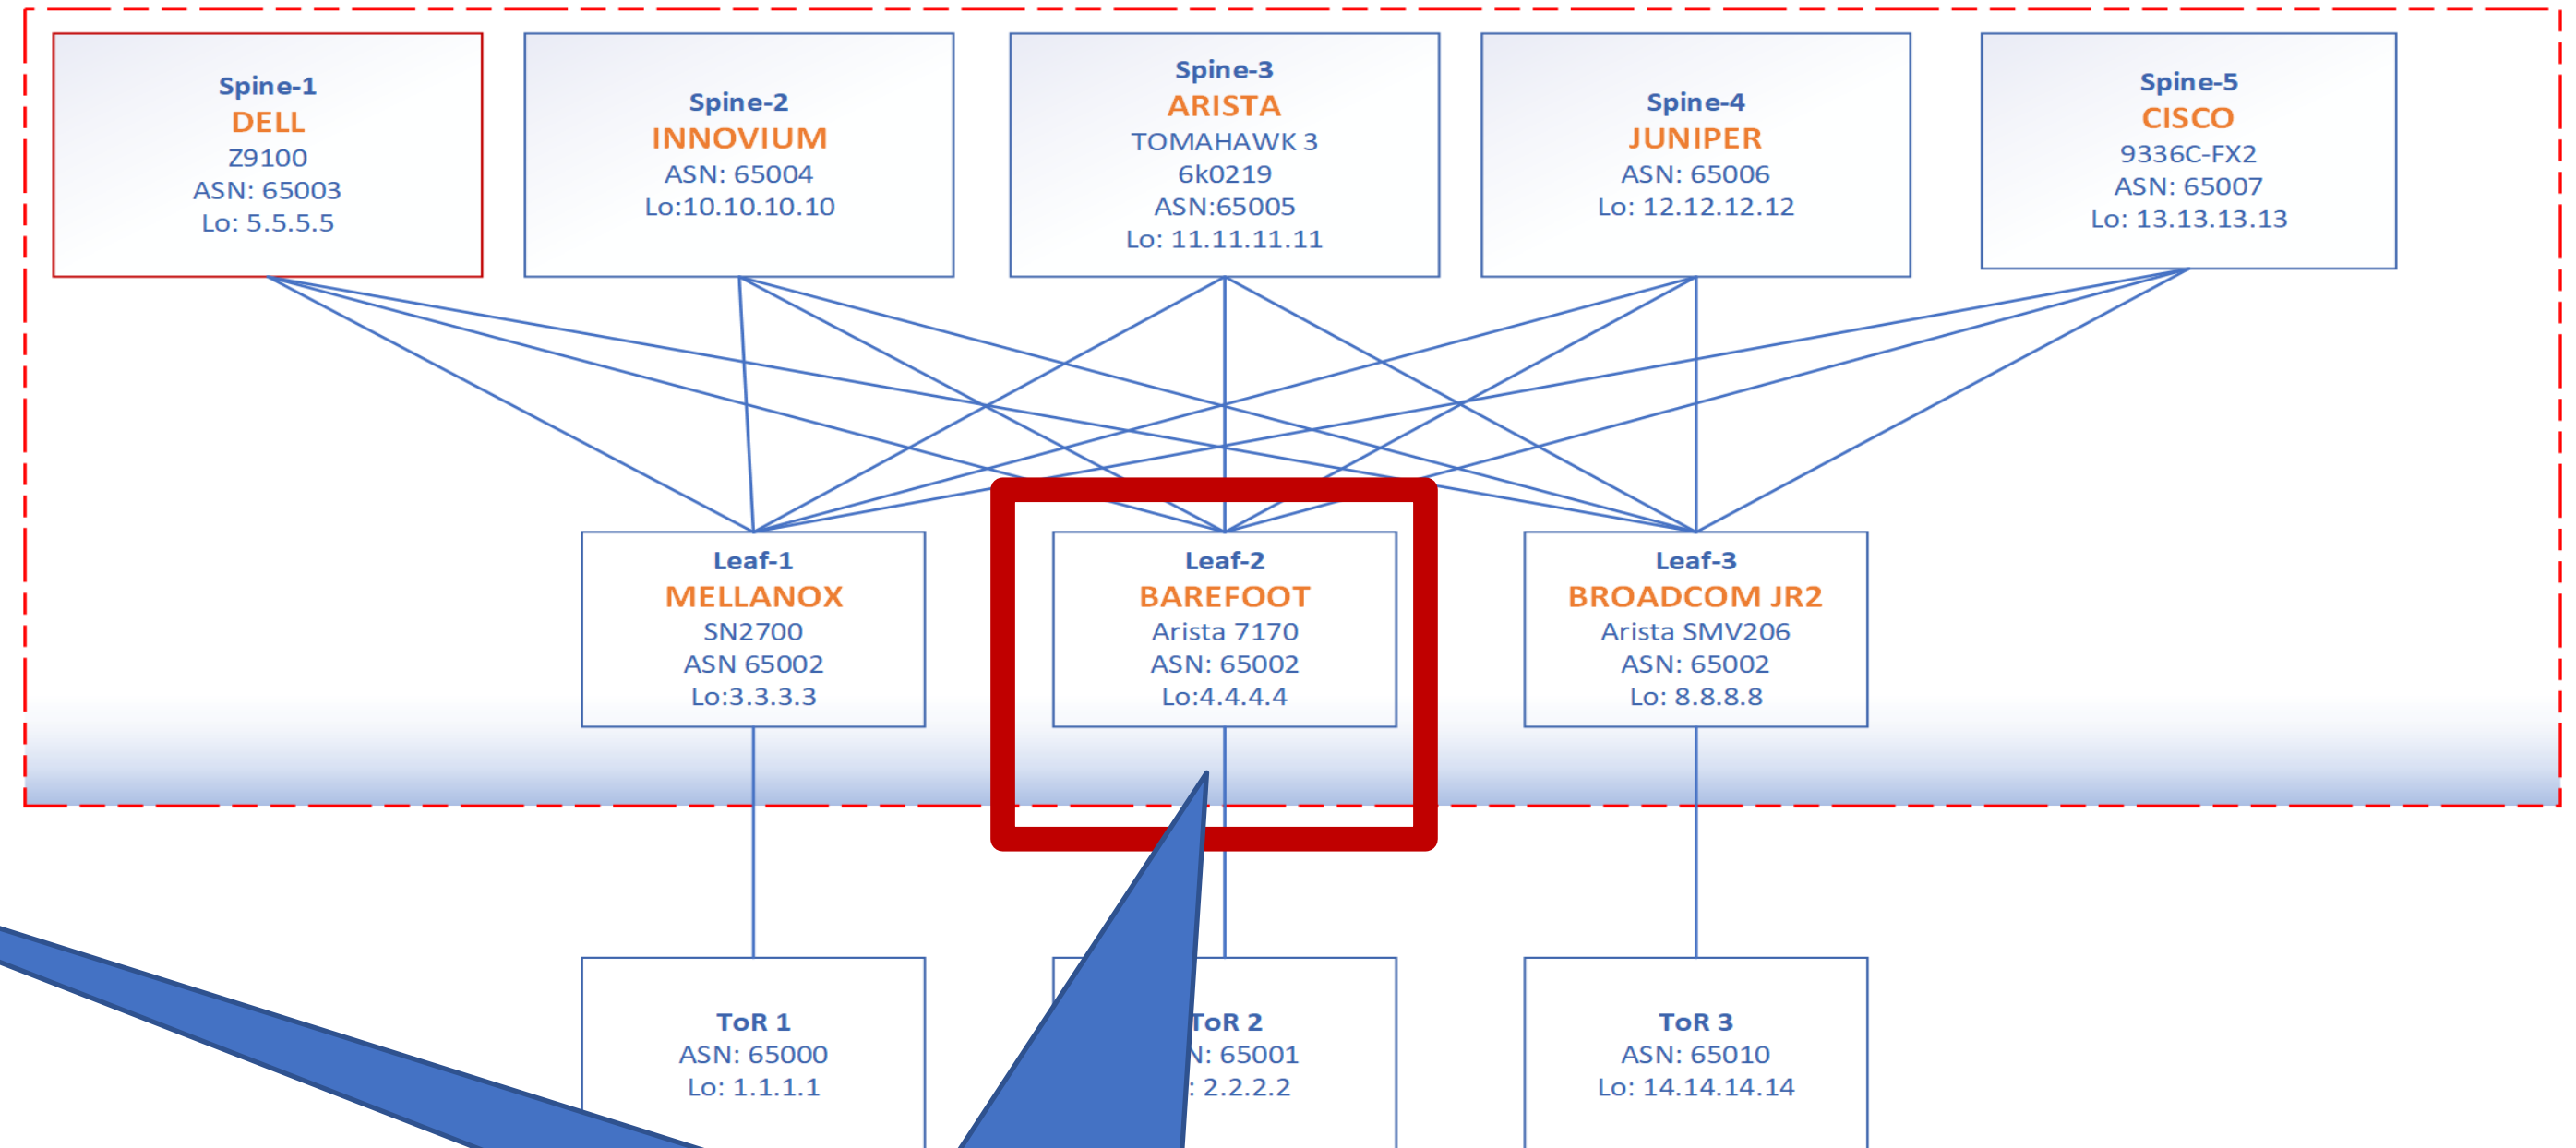 Spine-1
DELL
Z9100
ASN: 65003
Lo: 5.5.5.5
Spine-2
INNOVIUM
ASN: 65004
Lo:10.10.10.10
Spine-3
ARISTA
TOMAHAWK 3
6k0219
ASN:65005
Lo: 11.11.11.11
Spine-4
JUNIPER
ASN: 65006
Lo: 12.12.12.12
Spine-5
CISCO
9336C-FX2
ASN: 65007
Lo: 13.13.13.13
Leaf-1
MELLANOX
SN2700
ASN 65002
Lo:3.3.3.3
Leaf-2
BAREFOOT
Arista 7170
ASN: 65002
Lo:4.4.4.4
Leaf-3
BROADCOM JR2
Arista SMV206
ASN: 65002
Lo: 8.8.8.8
ToR 1
ASN: 65000
Lo: 1.1.1.1
ToR 2
N: 65001
: 2.2.2.2
ToR 3
ASN: 65010
Lo: 14.14.14.14